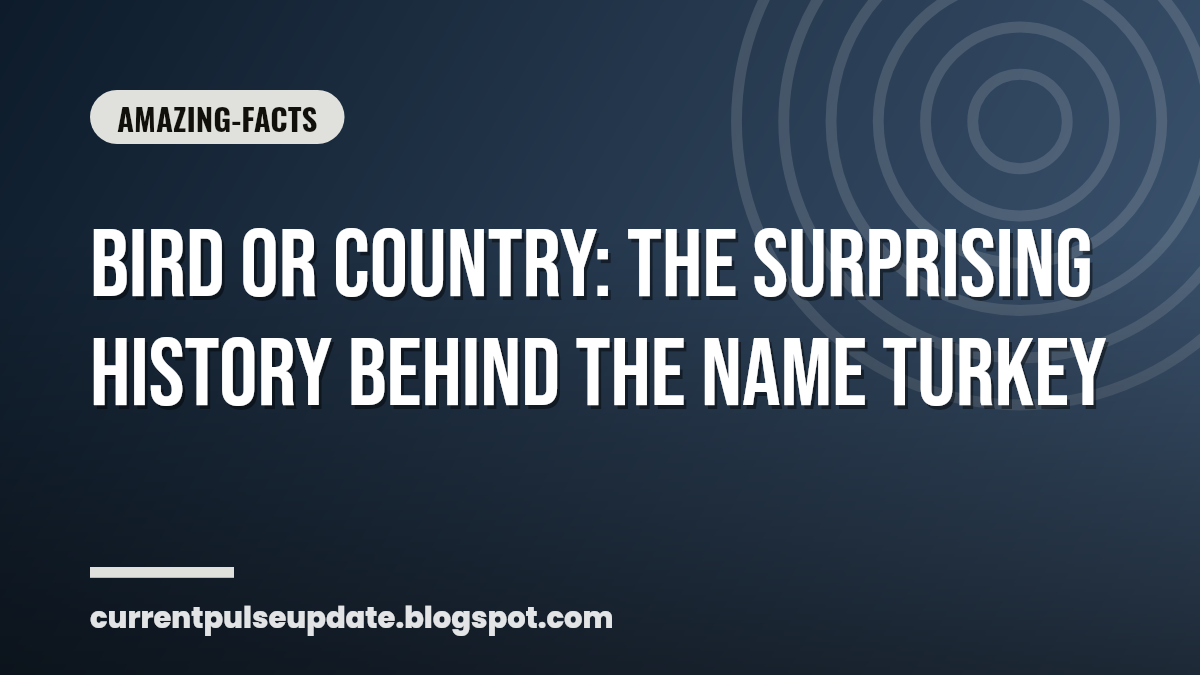 AMAZING-FACTS
BIRD OR COUNTRY: THE SURPRISING
HISTORY BEHIND THE NAME TURKEY
currentpulseupdate.blogspot.com